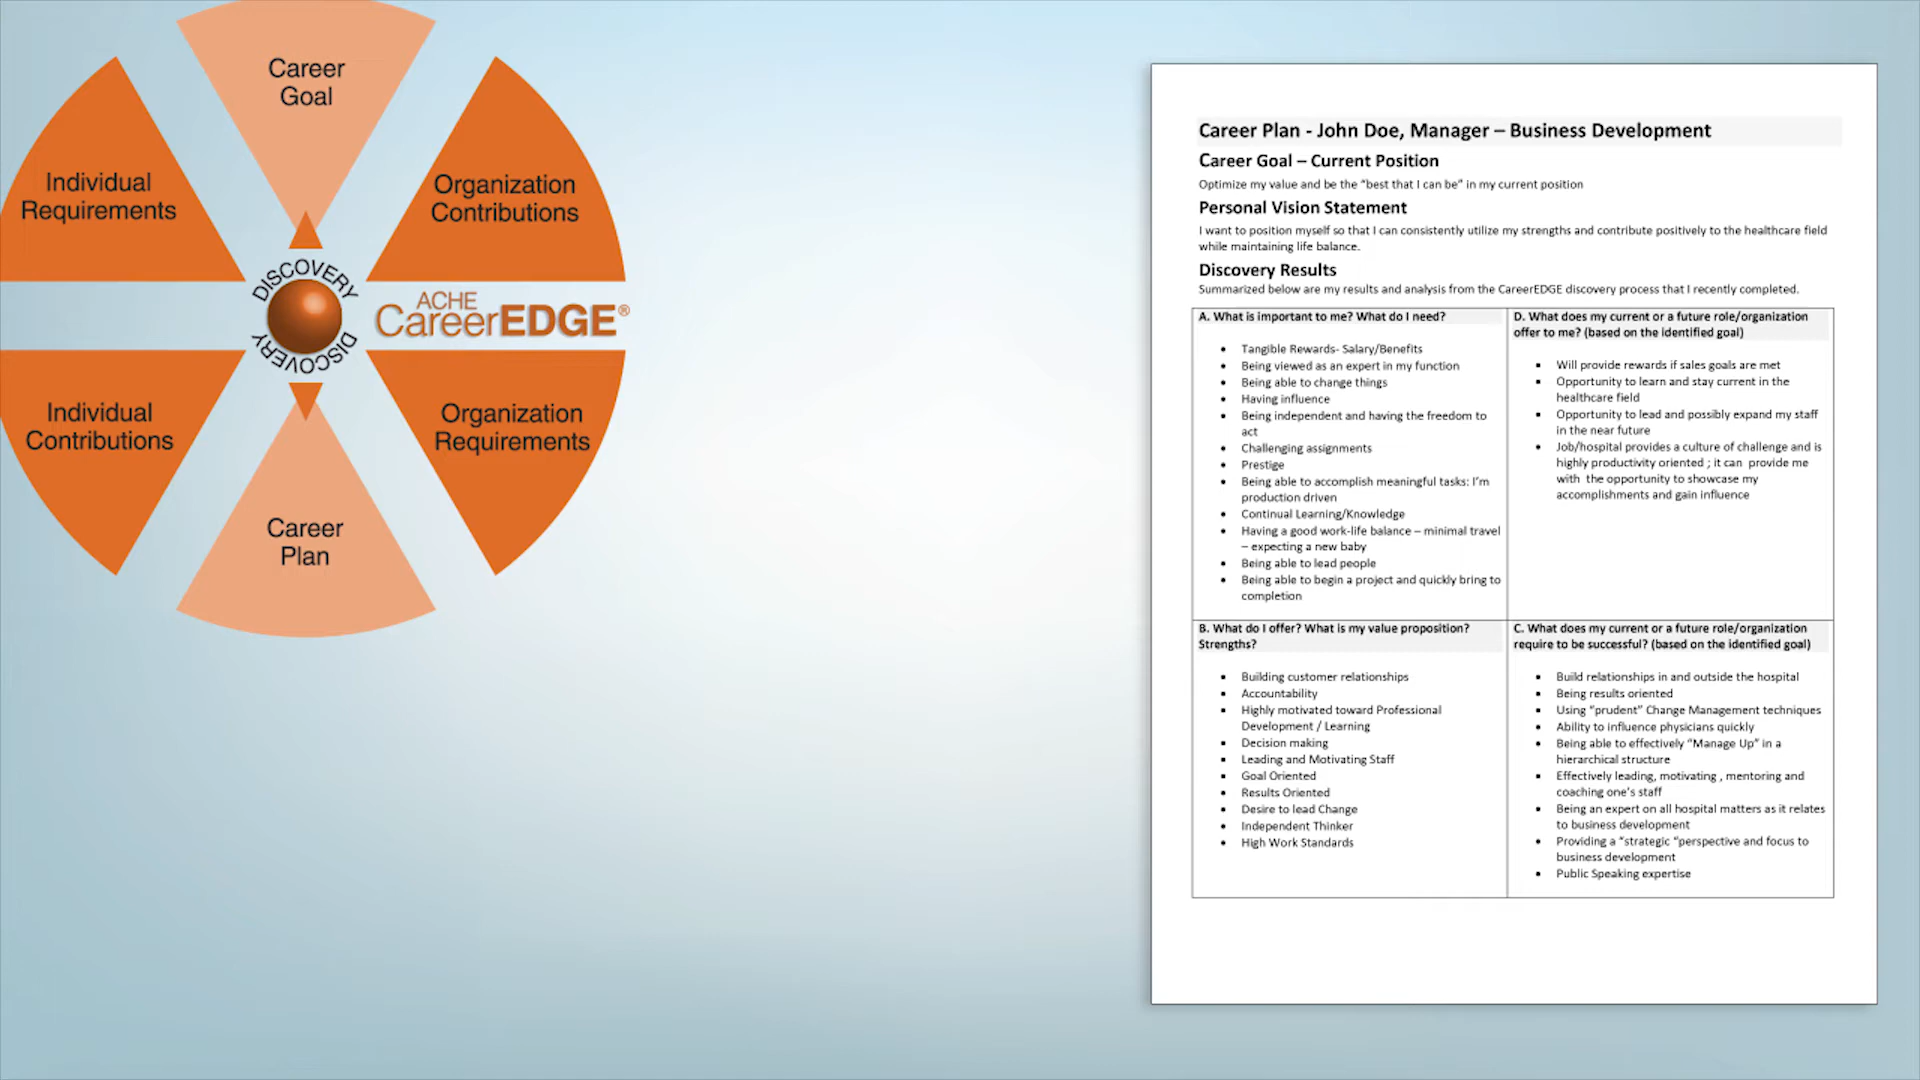 Career
Goal
Individual
Requirements
Organization
Contributions
DISCOVERY
DISCOVERY
ACHE
CareerEDGE®
Individual
Contributions
Organization
Requirements
Career
Plan
Career Plan - John Doe, Manager – Business Development
Career Goal – Current Position
Optimize my value and be the “best that I can be” in my current position
Personal Vision Statement
I want to position myself so that I can consistently utilize my strengths and contribute positively to the healthcare field
while maintaining life balance.
Discovery Results
Summarized below are my results and analysis from the CareerEDGE discovery process that I recently completed.
A. What is important to me? What do I need?
• Tangible Rewards- Salary/Benefits
• Being viewed as an expert in my function
• Being able to change things
• Having influence
• Being independent and having the freedom to
act
• Challenging assignments
• Prestige
• Being able to accomplish meaningful tasks: I’m
production driven
• Continual Learning/Knowledge
• Having a good work-life balance – minimal travel
– expecting a new baby
• Being able to lead people
• Being able to begin a project and quickly bring to
completion
D. What does my current or a future role/organization
offer to me? (based on the identified goal)
• Will provide rewards if sales goals are met
• Opportunity to learn and stay current in the
healthcare field
• Opportunity to lead and possibly expand my staff
in the near future
• Job/hospital provides a culture of challenge and is
highly productivity oriented ; it can provide me
with the opportunity to showcase my
accomplishments and gain influence
B. What do I offer? What is my value proposition?
Strengths?
• Building customer relationships
• Accountability
• Highly motivated toward Professional
Development / Learning
• Decision making
• Leading and Motivating Staff
• Goal Oriented
• Results Oriented
• Desire to lead Change
• Independent Thinker
• High Work Standards
C. What does my current or a future role/organization
require to be successful? (based on the identified goal)
• Build relationships in and outside the hospital
• Being results oriented
• Using “prudent” Change Management techniques
• Ability to influence physicians quickly
• Being able to effectively “Manage Up” in a
hierarchical structure
• Effectively leading, motivating , mentoring and
coaching one’s staff
• Being an expert on all hospital matters as it relates
to business development
• Providing a “strategic “perspective and focus to
business development
• Public Speaking expertise